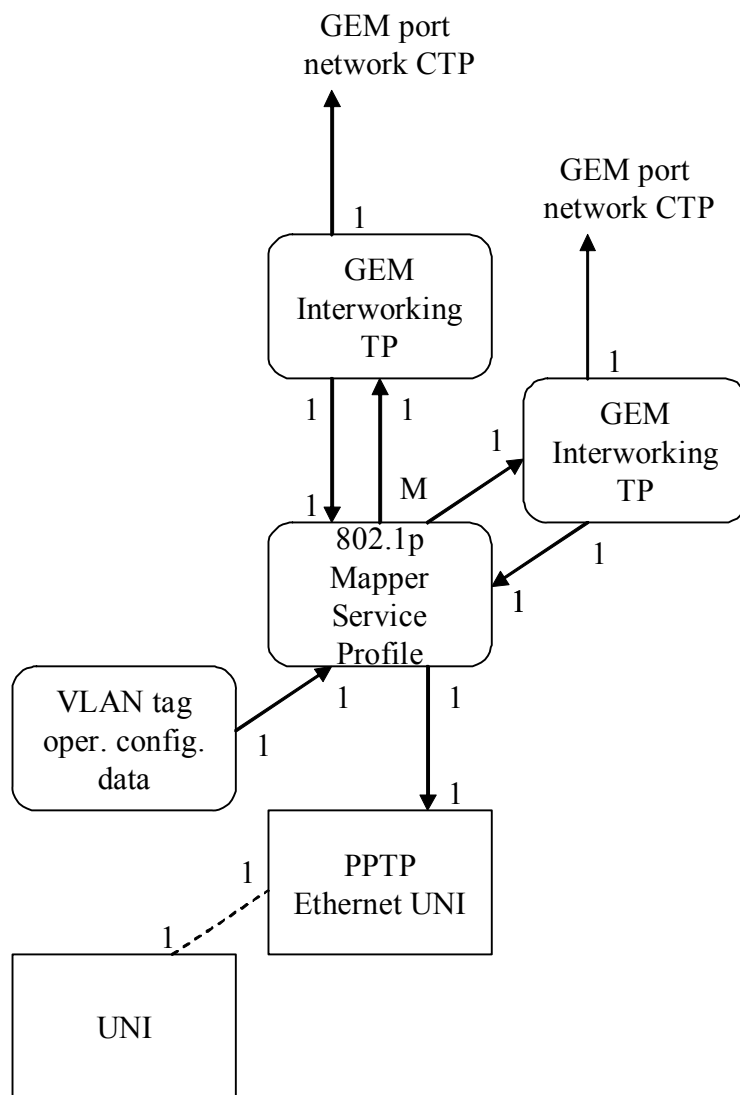 GEM port
network CTP
GEM port
network CTP
1
GEM
Interworking
TP
1
GEM
Interworking
TP
1
1
1
M
1
1
1
802.1p
Mapper
Service
Profile
VLAN tag
oper. config.
data
1
1
1
1
PPTP
Ethernet UNI
1
1
UNI